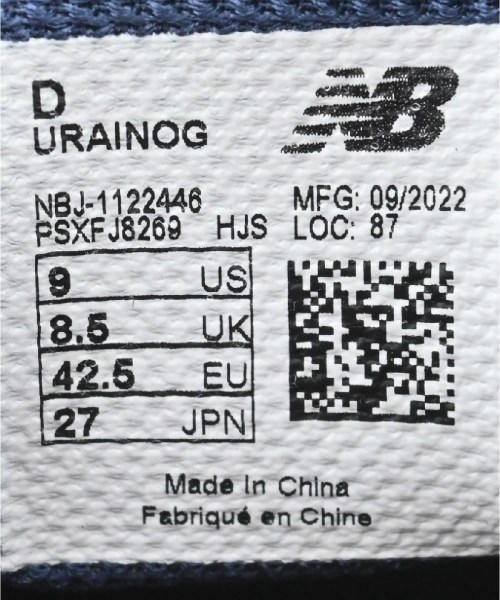 D
URAINOG
NB
NBJ-1122446
PSXFJ8269 HJS
MFG: 09/2022
LOC: 87
9 US
8.5 UK
42.5 EU
27 JPN
Made in China
Fabriqué en Chine